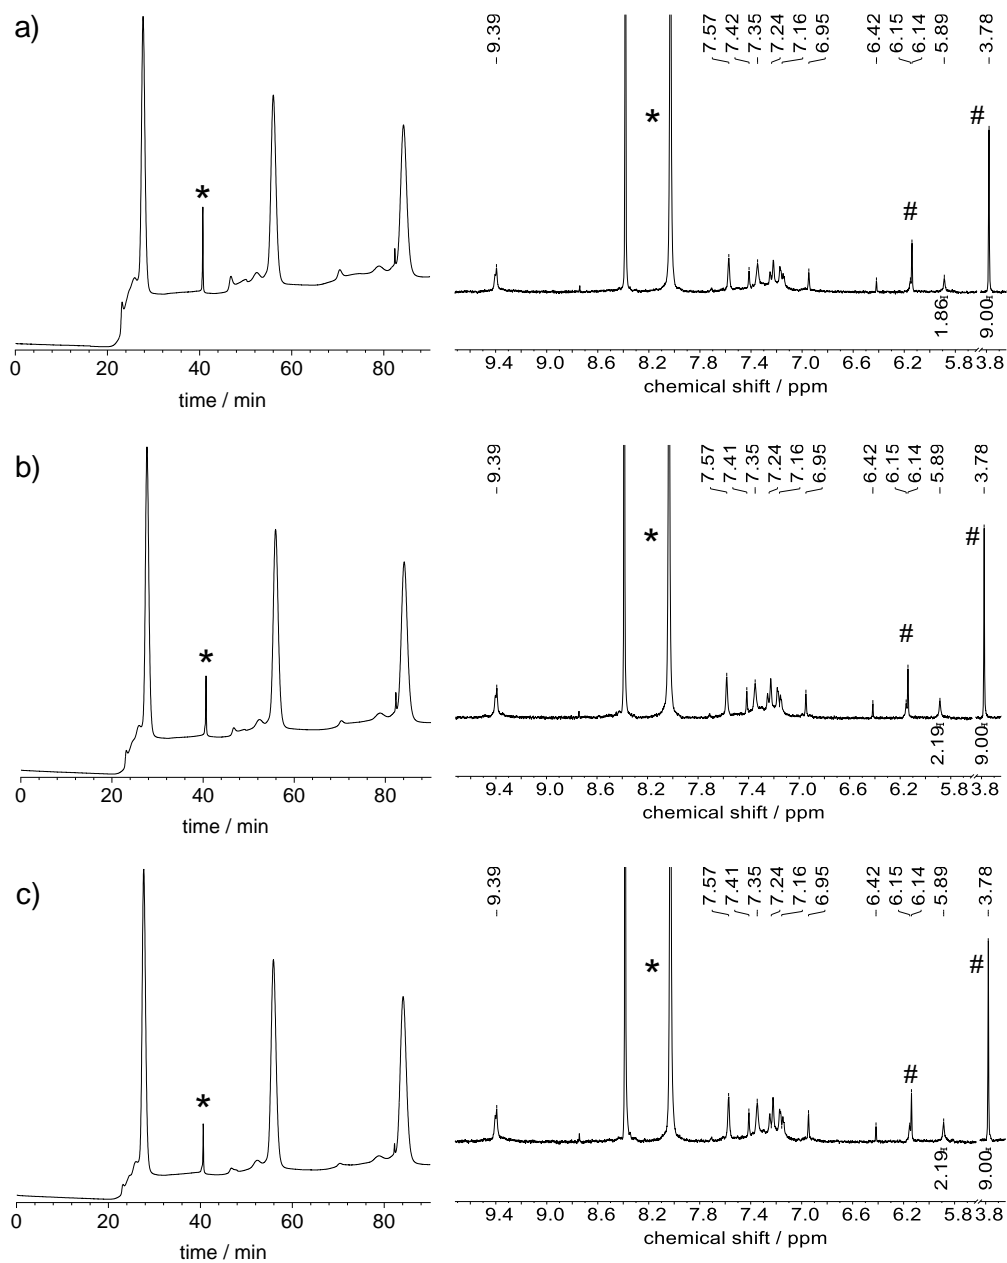 a)
*
0 20 40 60 80
time / min
9.39 7.57 7.42 7.35 7.24 7.16 6.95 6.42 6.15 6.14 5.89 3.78
* # #
1.86 9.00
9.4 9.0 8.6 8.2 7.8 7.4 7.0 6.6 6.2 5.8 3.8
chemical shift / ppm
b)
*
0 20 40 60 80
time / min
9.39 7.57 7.41 7.35 7.24 7.16 6.95 6.42 6.15 6.14 5.89 3.78
* # #
2.19 9.00
9.4 9.0 8.6 8.2 7.8 7.4 7.0 6.6 6.2 5.8 3.8
chemical shift / ppm
c)
*
0 20 40 60 80
time / min
9.39 7.57 7.41 7.35 7.24 7.16 6.95 6.42 6.15 6.14 5.89 3.78
* # #
2.19 9.00
9.4 9.0 8.6 8.2 7.8 7.4 7.0 6.6 6.2 5.8 3.8
chemical shift / ppm